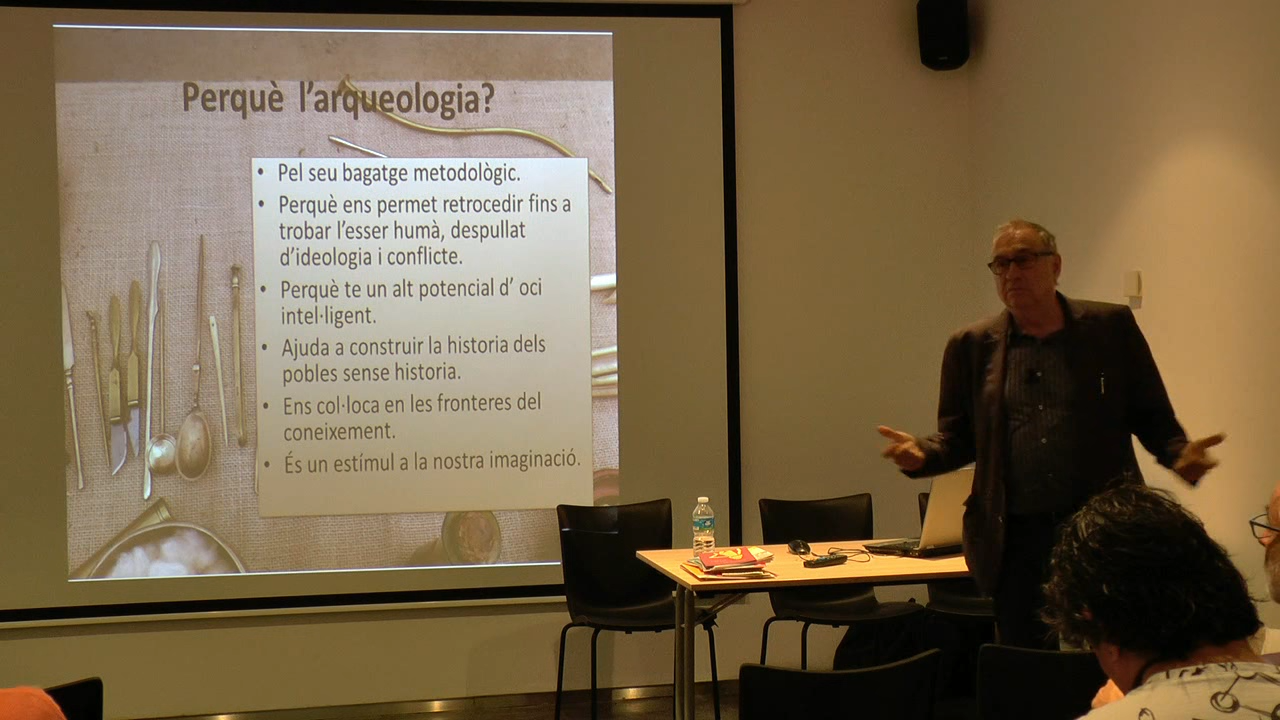 Perquè l'arqueologia?
• Pel seu bagatge metodològic.
• Perquè ens permet retrocedir fins a
trobar l'esser humà, despullat
d'ideologia i conflicte.
• Perquè te un alt potencial d' oci
intel·ligent.
• Ajuda a construir la historia dels
pobles sense historia.
• Ens col·loca en les fronteres del
coneixement.
• És un estímul a la nostra imaginació.